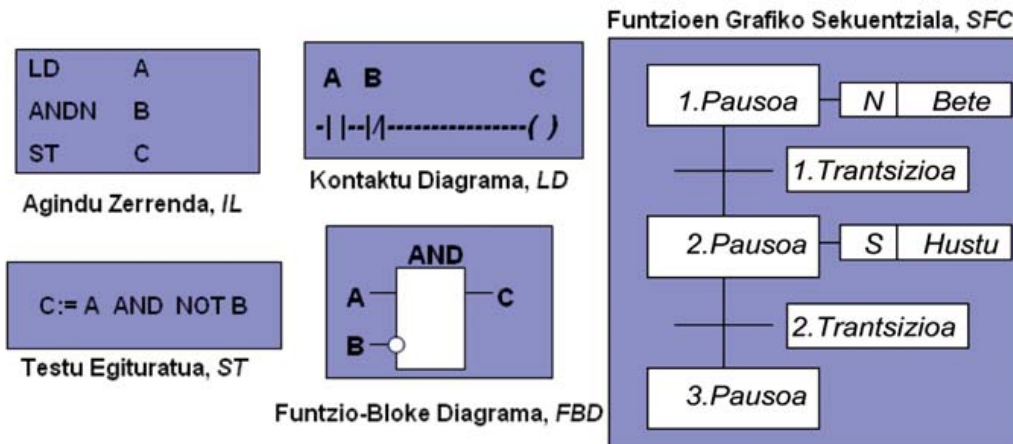 LD A
ANDN B
ST C
Agindu Zerrenda, IL
C:= A AND NOT B
Testu Egituratua, ST
A B C
-| |--|/|----------------( )
Kontaktu Diagrama, LD
AND
A C
B
Funtzio-Bloke Diagrama, FBD
Funtzioen Grafiko Sekuentziala, SFC
1.Pausoa N Bete
1.Trantsizioa
2.Pausoa S Hustu
2.Trantsizioa
3.Pausoa